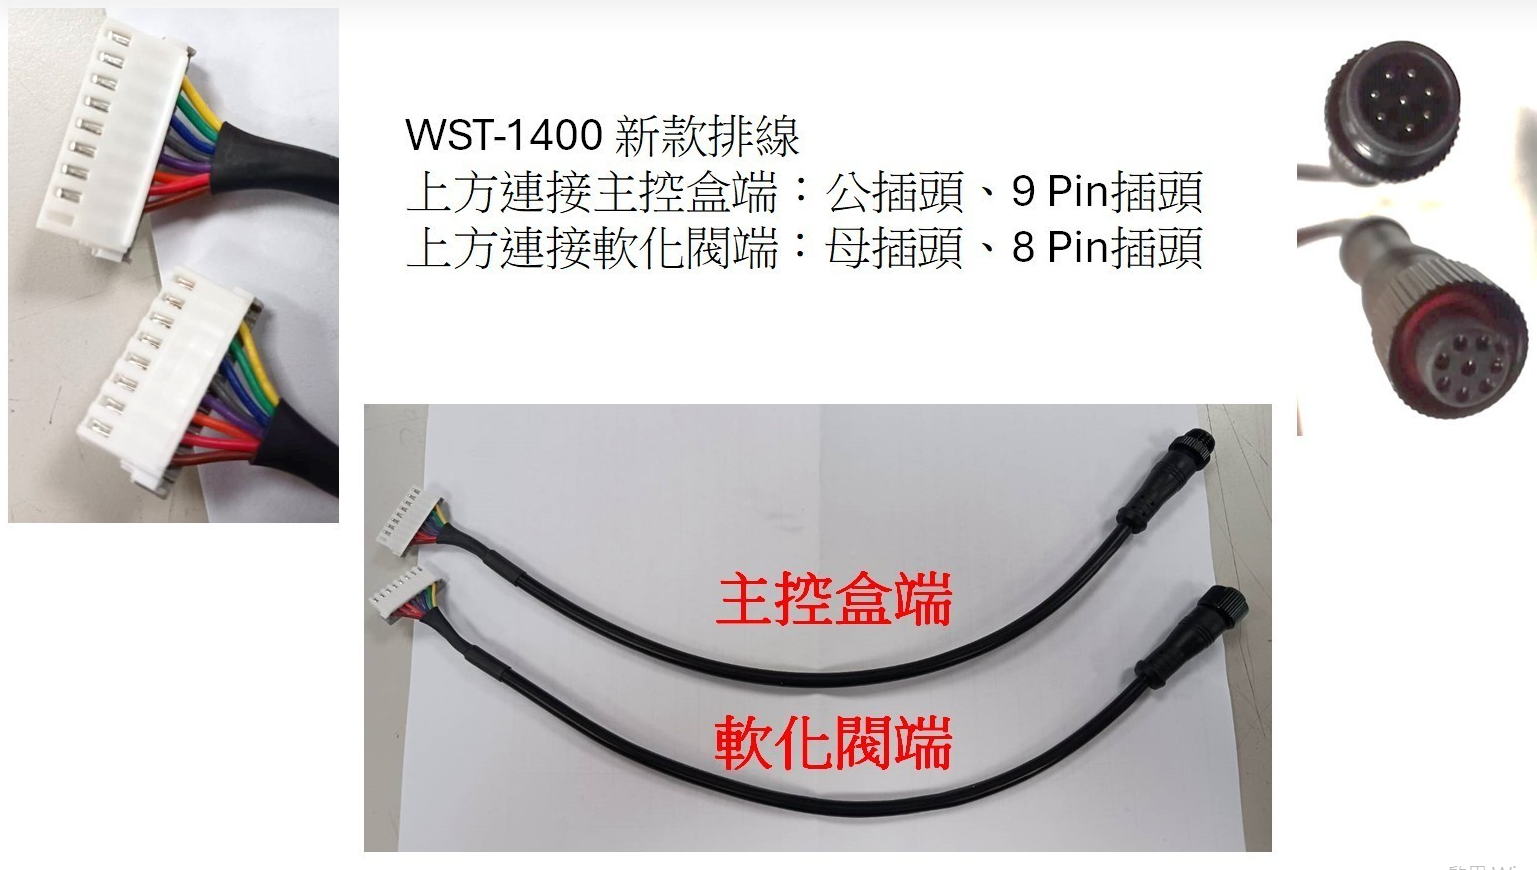 WST-1400 新款排線
上方連接主控盒端：公插頭、9 Pin插頭
上方連接軟化閥端：母插頭、8 Pin插頭
主控盒端
軟化閥端